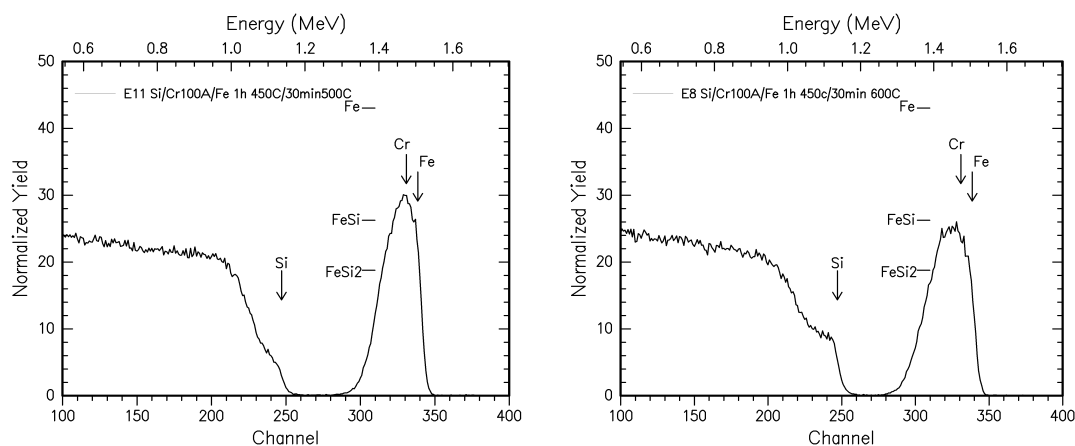 Energy (MeV)
0.6 0.8 1.0 1.2 1.4 1.6
50
40
30
20
10
0
Normalized Yield
E11 Si/Cr100A/Fe 1h 450C/30min500C
Fe
Cr
Fe
FeSi
Si
FeSi2
100 150 200 250 300 350 400
Channel
Energy (MeV)
0.6 0.8 1.0 1.2 1.4 1.6
50
40
30
20
10
0
Normalized Yield
E8 Si/Cr100A/Fe 1h 450c/30min 600C
Fe
Cr
Fe
FeSi
Si
FeSi2
100 150 200 250 300 350 400
Channel